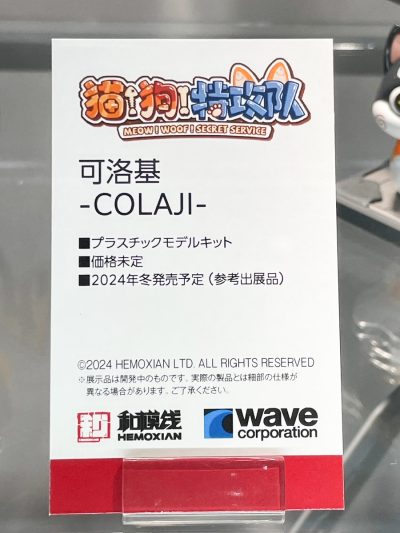 猫!狗!特攻队
MEOW! WOOF! SECRET SERVICE
可洛基
-COLAJI-
■プラスチックモデルキット
■価格未定
■2024年冬発売予定(参考出展品)
©2024 HEMOXIAN LTD. ALL RIGHTS RESERVED
※展示品は開発中のものです。実際の製品とは細部の仕様が
異なる場合があります。ご了承ください。
和模线
HEMOXIAN
wave
corporation